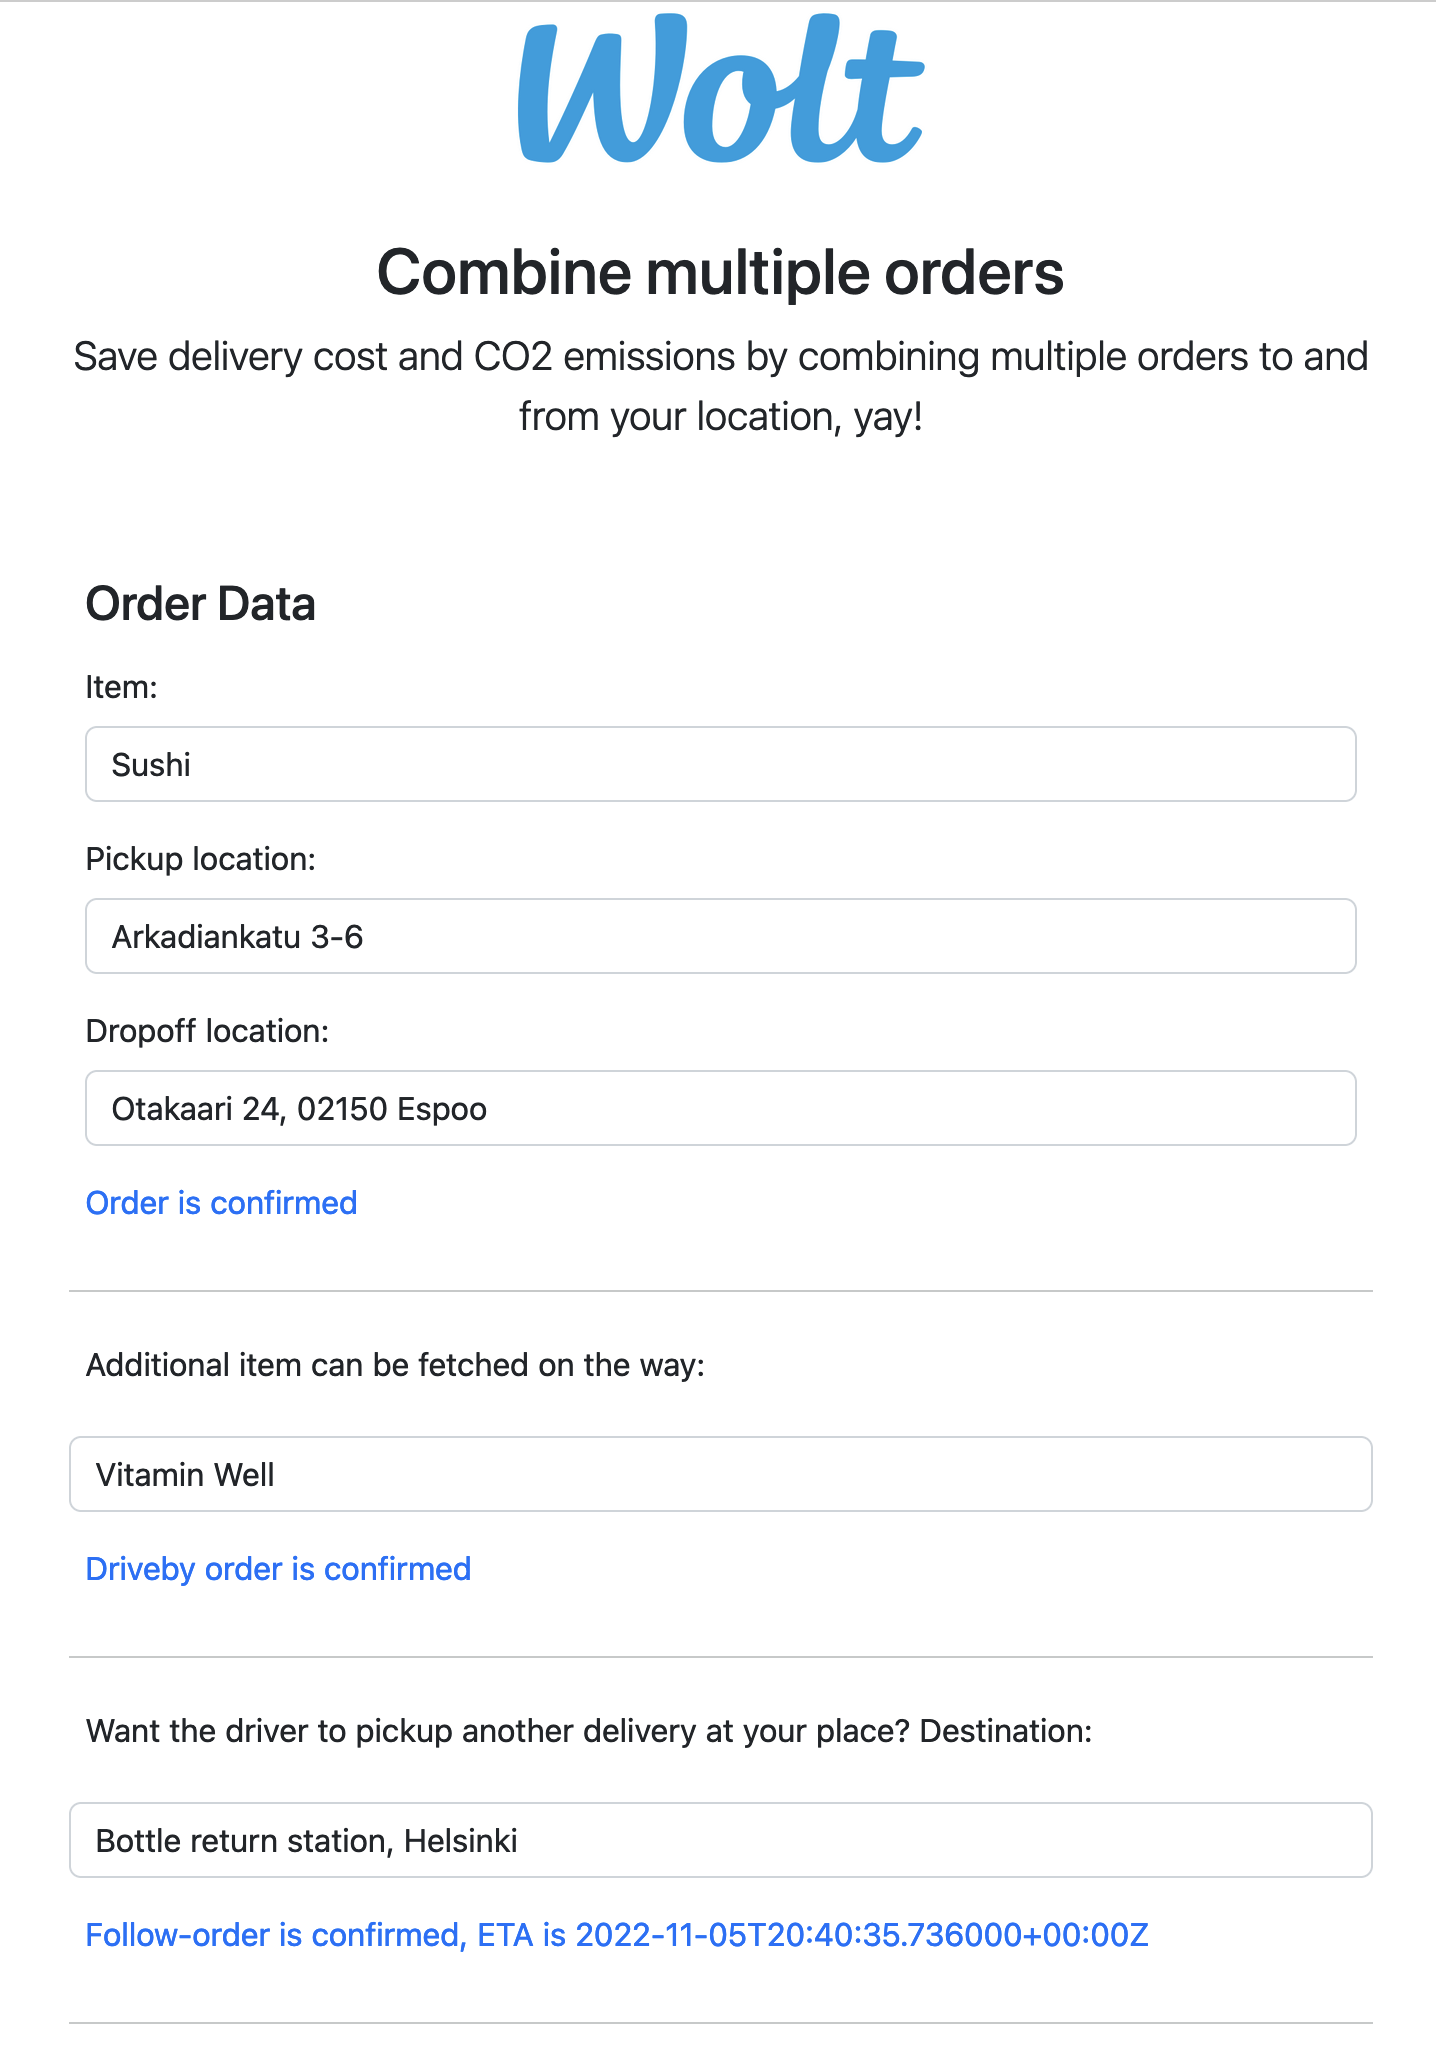 Wolt
Combine multiple orders
Save delivery cost and CO2 emissions by combining multiple orders to and
from your location, yay!
Order Data
Item:
Sushi
Pickup location:
Arkadiankatu 3-6
Dropoff location:
Otakaari 24, 02150 Espoo
Order is confirmed
Additional item can be fetched on the way:
Vitamin Well
Driveby order is confirmed
Want the driver to pickup another delivery at your place? Destination:
Bottle return station, Helsinki
Follow-order is confirmed, ETA is 2022-11-05T20:40:35.736000+00:00Z